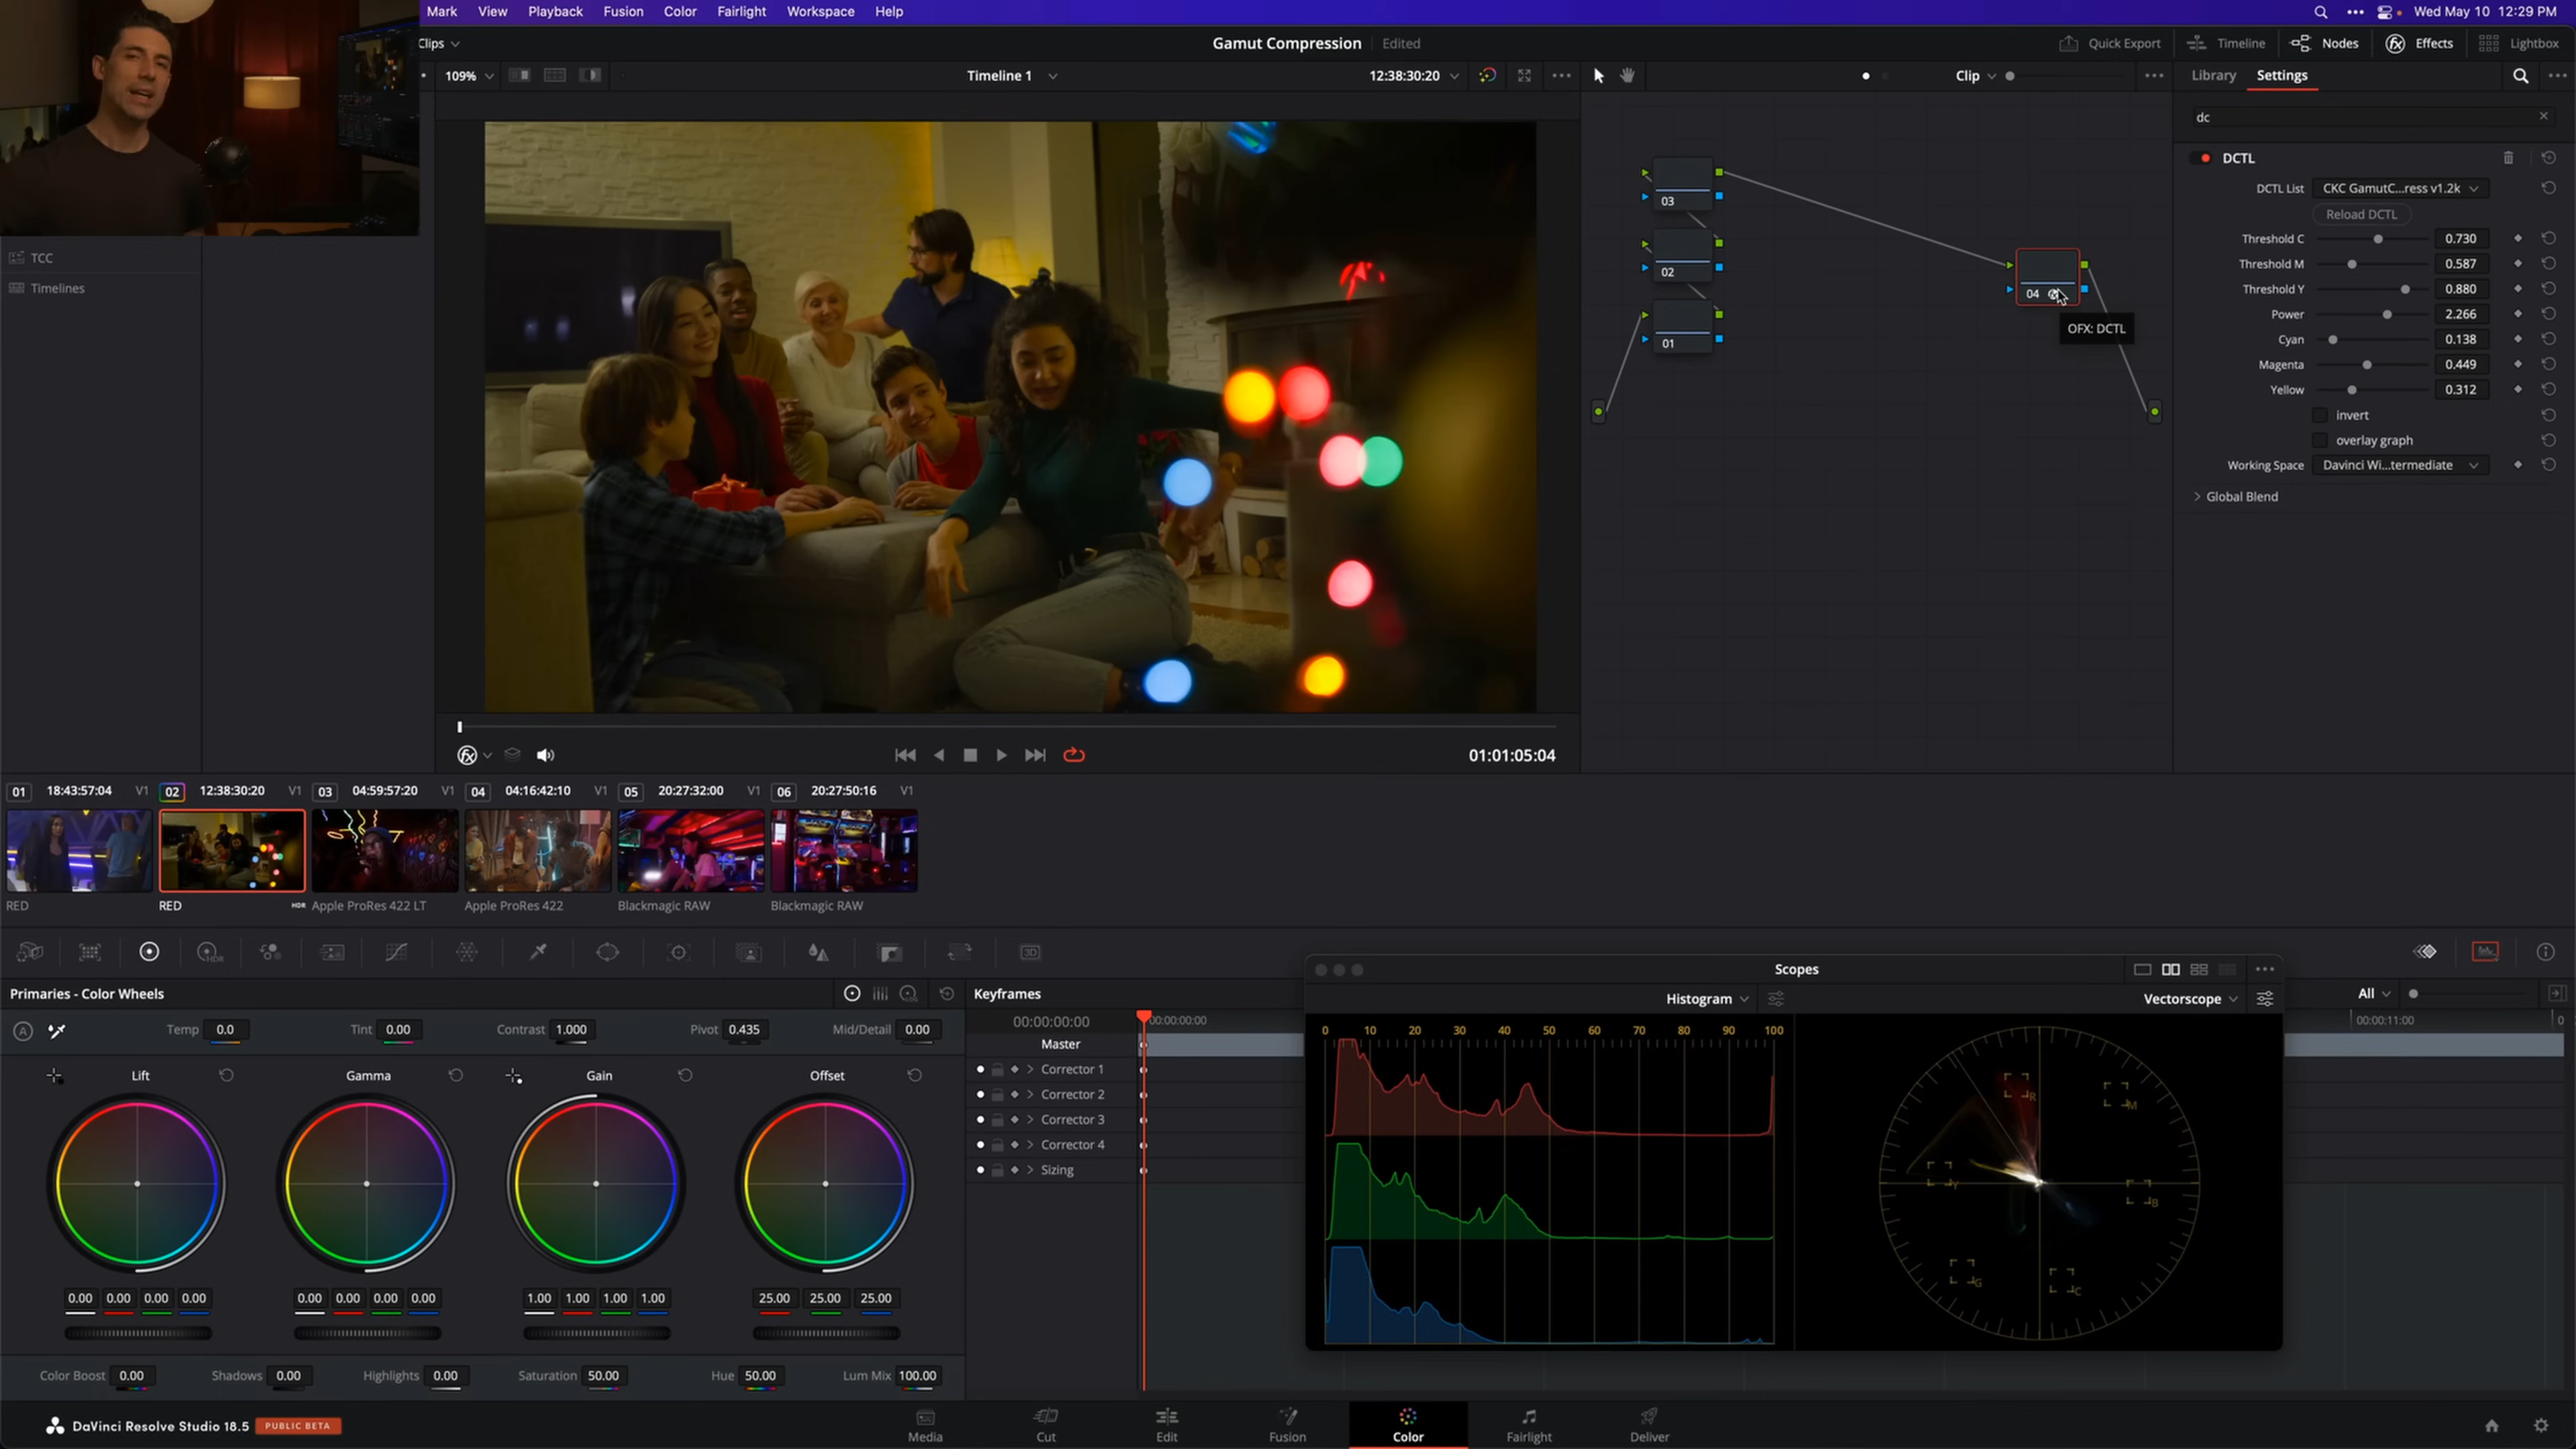 Mark View Playback Fusion Color Fairlight Workspace Help
Wed May 10 12:29 PM
Clips
Gamut Compression Edited
Quick Export Timeline Nodes Effects Lightbox
109%
Timeline 1
12:38:30:20
Clip
Library Settings
dc
TCC
Timelines
03
02
01
04
OFX: DCTL
DCTL
DCTL List CKC GamutC...ress v1.2k
Reload DCTL
Threshold C 0.730
Threshold M 0.587
Threshold Y 0.880
Power 2.266
Cyan 0.138
Magenta 0.449
Yellow 0.312
invert
overlay graph
Working Space Davinci Wi...termediate
Global Blend
01:01:05:04
01 18:43:57:04 V1 02 12:38:30:20 V1 03 04:59:57:20 V1 04 04:16:42:10 V1 05 20:27:32:00 V1 06 20:27:50:16 V1
RED RED HDR Apple ProRes 422 LT Apple ProRes 422 Blackmagic RAW Blackmagic RAW
HDR
3D
Primaries - Color Wheels
Temp 0.0 Tint 0.00 Contrast 1.000 Pivot 0.435 Mid/Detail 0.00
Lift Gamma Gain Offset
0.00 0.00 0.00 0.00 0.00 0.00 0.00 0.00 1.00 1.00 1.00 1.00 25.00 25.00 25.00
Color Boost 0.00 Shadows 0.00 Highlights 0.00 Saturation 50.00 Hue 50.00 Lum Mix 100.00
Keyframes
All
00:00:00:00 00:00:00:00 00:00:11:00 0
Master
Corrector 1
Corrector 2
Corrector 3
Corrector 4
Sizing
Scopes
Histogram Vectorscope
0 10 20 30 40 50 60 70 80 90 100
R
M
Y
B
G
C
DaVinci Resolve Studio 18.5 PUBLIC BETA
Media Cut Edit Fusion Color Fairlight Deliver